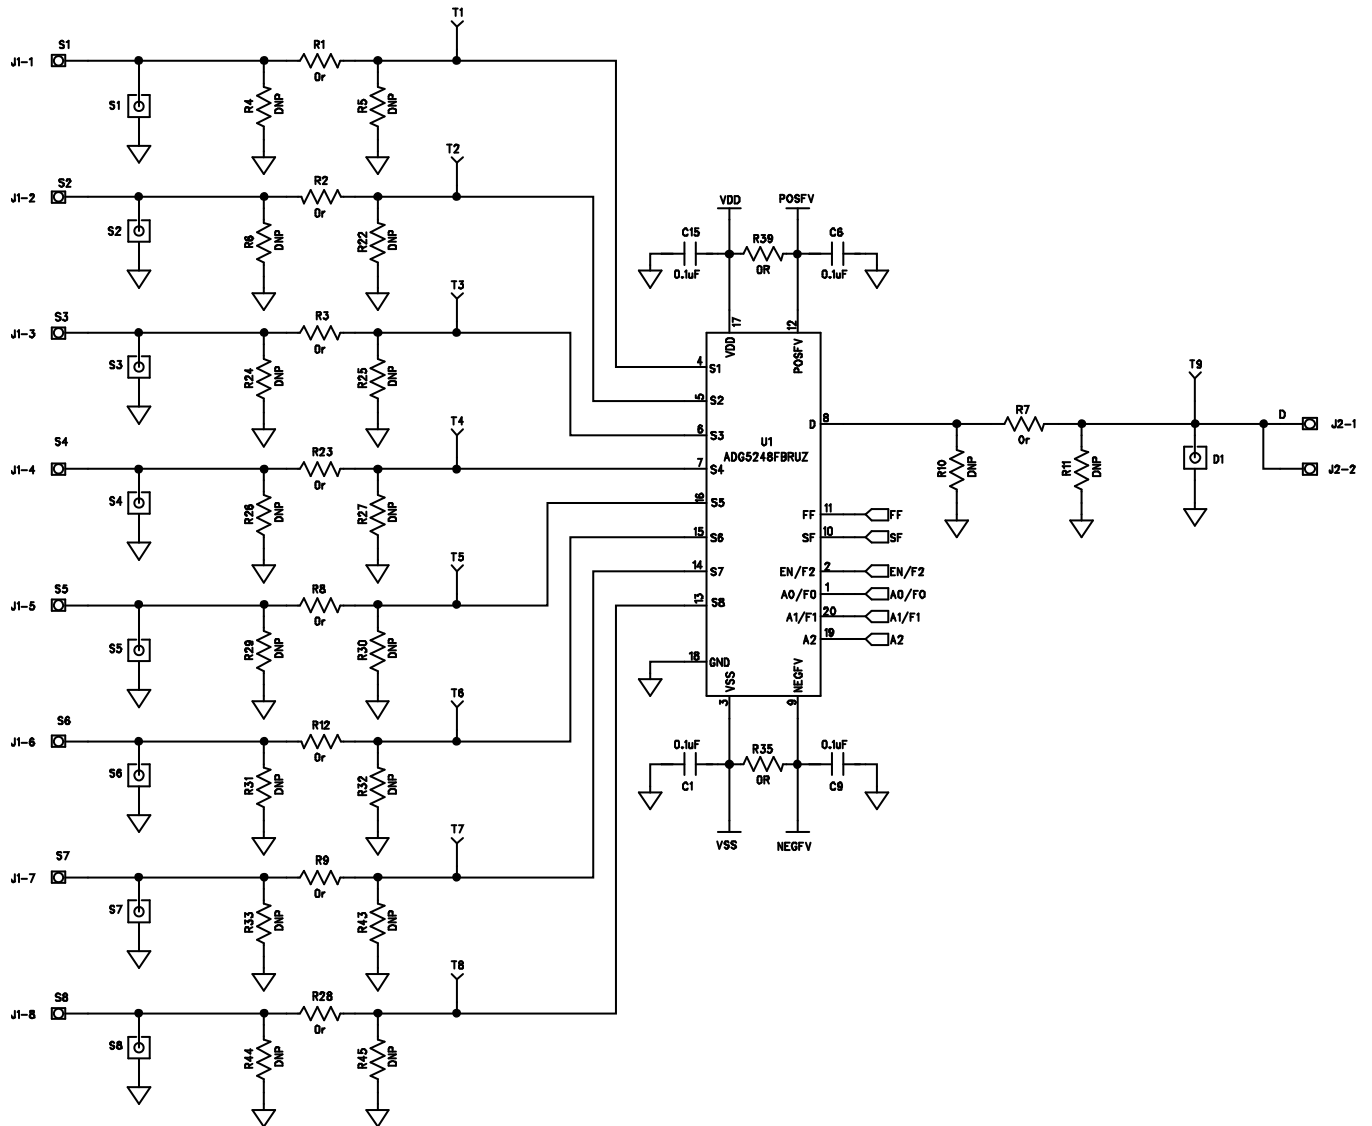 T1
S1
J1-1
R1
0r
S1
R4
DNP
R5
DNP
T2
S2
J1-2
R2
0r
S2
R6
DNP
R22
DNP
T3
S3
J1-3
R3
0r
S3
R24
DNP
R25
DNP
T4
S4
J1-4
R23
0r
S4
R26
DNP
R27
DNP
T5
S5
J1-5
R8
0r
S5
R29
DNP
R30
DNP
T6
S6
J1-6
R12
0r
S6
R31
DNP
R32
DNP
T7
S7
J1-7
R9
0r
S7
R33
DNP
R43
DNP
T8
S8
J1-8
R28
0r
S8
R44
DNP
R45
DNP
VDD
POSFV
C15
0.1uF
R39
0R
C6
0.1uF
17
VDD
12
POSFV
4
S1
5
S2
6
S3
7
S4
16
S5
15
S6
14
S7
13
S8
18
GND
U1
ADG5248FBRUZ
D
8
FF
11
FF
SF
10
SF
EN/F2
2
EN/F2
A0/F0
1
A0/F0
A1/F1
20
A1/F1
A2
19
A2
VSS
3
NEGFV
9
0.1uF
C1
R35
0R
0.1uF
C9
VSS
NEGFV
R10
DNP
R7
0r
R11
DNP
T9
D1
D
J2-1
J2-2